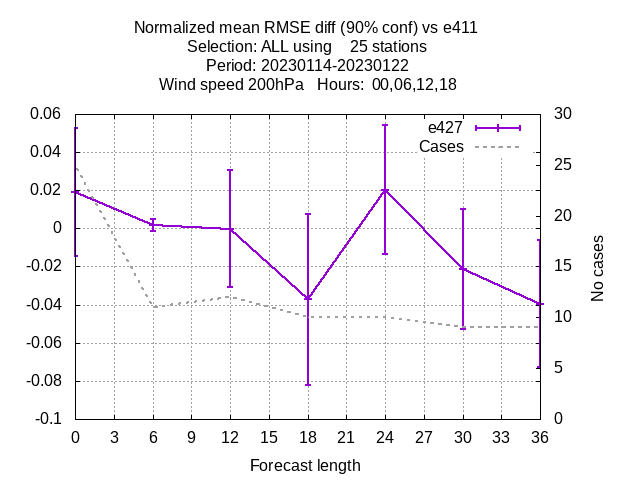 Normalized mean RMSE diff (90% conf) vs e411
Selection: ALL using    25 stations
Period: 20230114-20230122
Wind speed 200hPa   Hours:  00,06,12,18
e427
Cases
0.06
0.04
0.02
0
-0.02
-0.04
-0.06
-0.08
-0.1
30
25
20
15
10
5
0
No cases
0 3 6 9 12 15 18 21 24 27 30 33 36
Forecast length